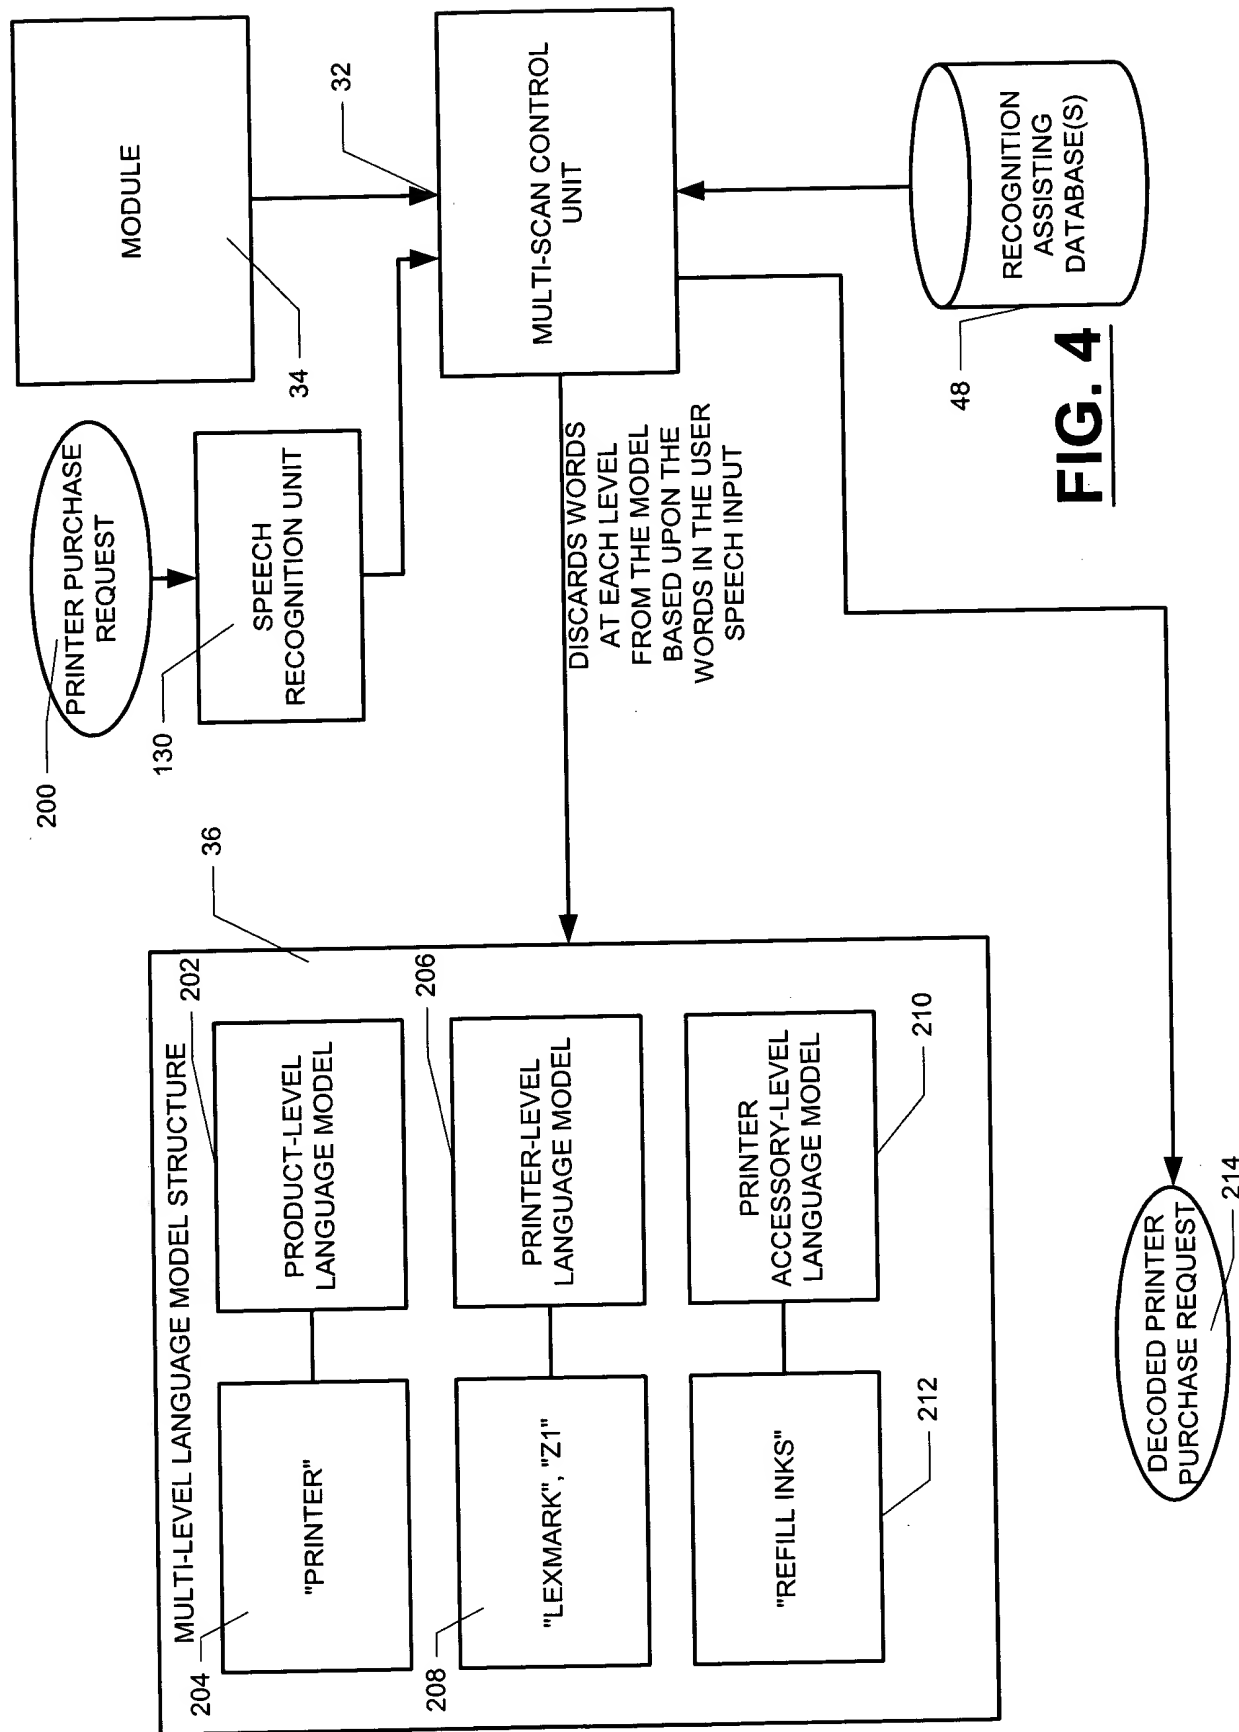 200
PRINTER PURCHASE
REQUEST
130
SPEECH
RECOGNITION UNIT
34
MODULE
36
MULTI-LEVEL LANGUAGE MODEL STRUCTURE
202
204
"PRINTER"
PRODUCT-LEVEL
LANGUAGE MODEL
206
208
"LEXMARK", "Z1"
PRINTER-LEVEL
LANGUAGE MODEL
"REFILL INKS"
212
PRINTER
ACCESSORY-LEVEL
LANGUAGE MODEL
210
DISCARDS WORDS
AT EACH LEVEL
FROM THE MODEL
BASED UPON THE
WORDS IN THE USER
SPEECH INPUT
32
MULTI-SCAN CONTROL
UNIT
48
RECOGNITION
ASSISTING
DATABASE(S)
DECODED PRINTER
PURCHASE REQUEST
214
FIG. 4